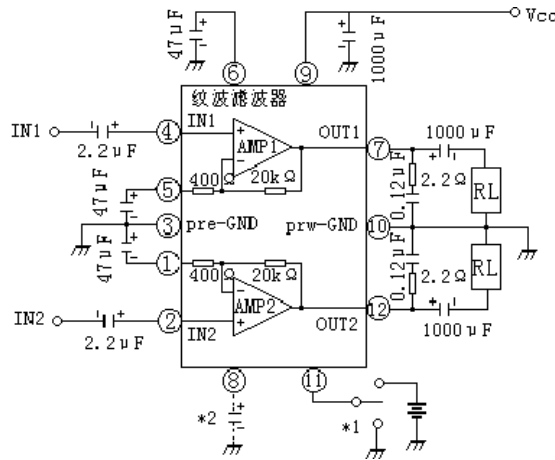 47μF
1000μF
Vcc
⑥
⑨
纹波滤波器
IN1
2.2μF
④
IN1
AMP1
OUT1
⑦
1000μF
400Ω
20kΩ
0.12μF
2.2Ω
RL
47μF
⑤
③
pre-GND
prw-GND
⑩
47μF
①
400Ω
20kΩ
0.12μF
2.2Ω
RL
AMP2
IN2
2.2μF
②
IN2
OUT2
⑫
1000μF
⑧
⑪
*2
*1